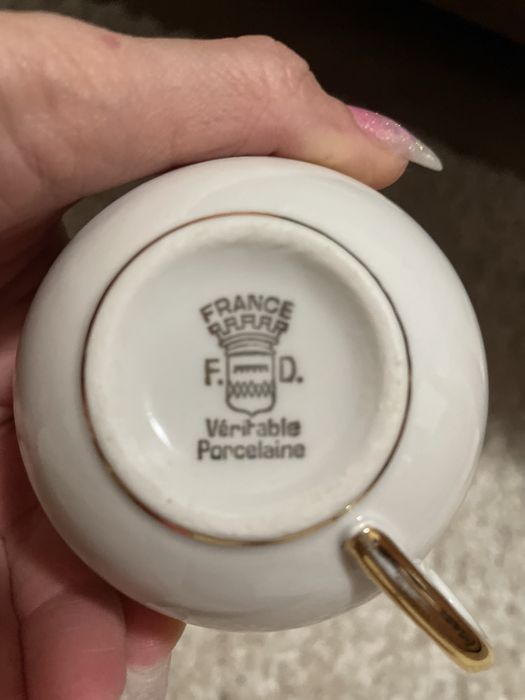 FRANCE
F. D.
Véritable
Porcelaine